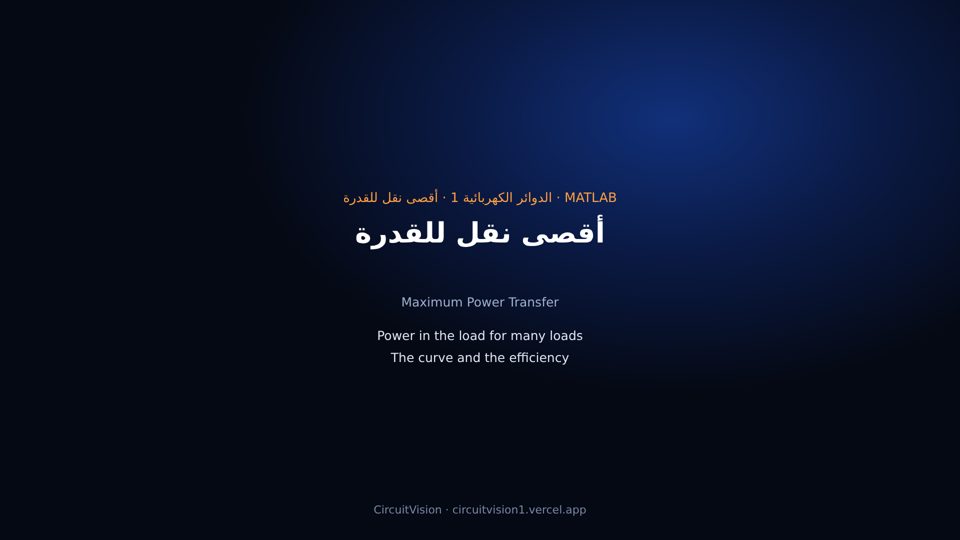 MATLAB · الدوائر الكهربائية 1 · أقصى نقل للقدرة
أقصى نقل للقدرة
Maximum Power Transfer
Power in the load for many loads
The curve and the efficiency
CircuitVision · circuitvision1.vercel.app